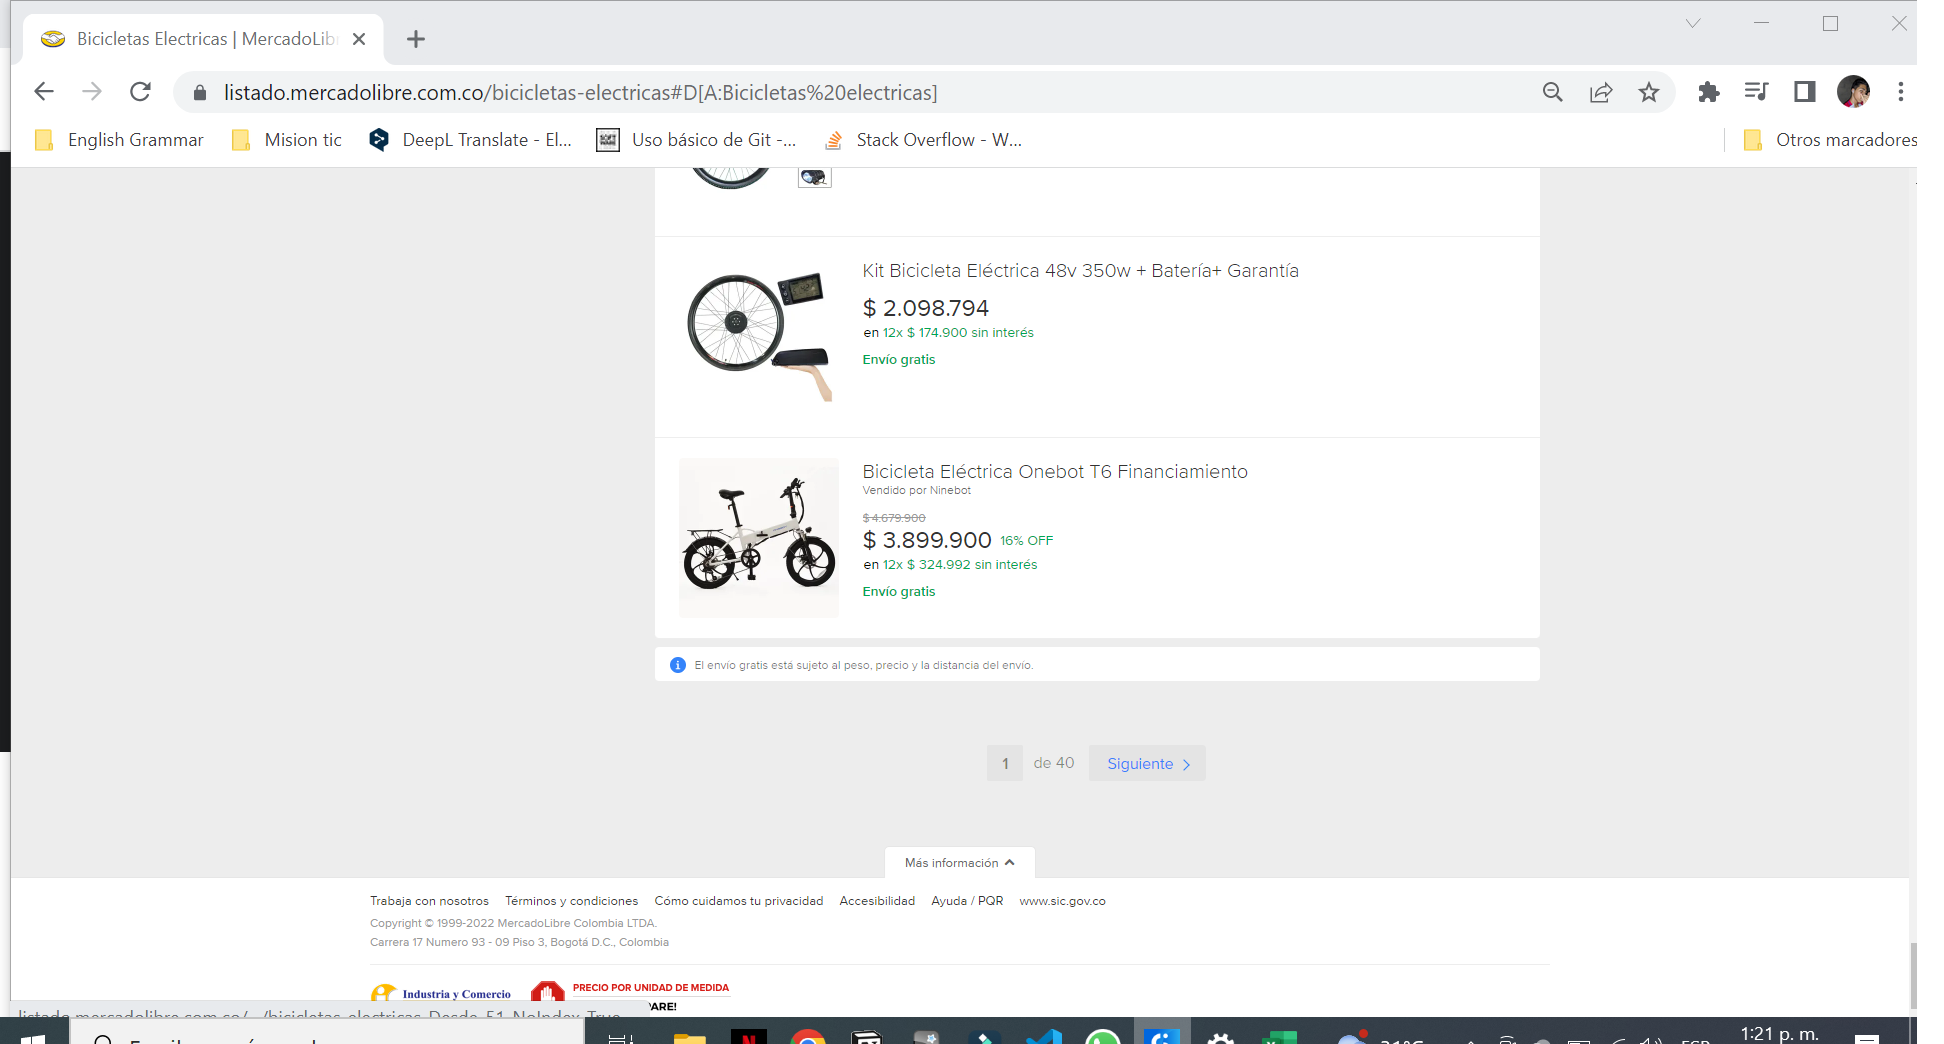 Bicicletas Electricas | MercadoLib
listado.mercadolibre.com.co/bicicletas-electricas#D[A:Bicicletas%20electricas]
English Grammar
Mision tic
DeepL Translate - El...
Uso básico de Git -...
Stack Overflow - W...
Otros marcadores
Kit Bicicleta Eléctrica 48v 350w + Batería+ Garantía
$ 2.098.794
en 12x $ 174.900 sin interés
Envío gratis
Bicicleta Eléctrica Onebot T6 Financiamiento
Vendido por Ninebot
$ 4.679.900
$ 3.899.900 16% OFF
en 12x $ 324.992 sin interés
Envío gratis
El envío gratis está sujeto al peso, precio y la distancia del envío.
1 de 40 Siguiente
Más información
Trabaja con nosotros Términos y condiciones Cómo cuidamos tu privacidad Accesibilidad Ayuda / PQR www.sic.gov.co
Copyright © 1999-2022 MercadoLibre Colombia LTDA.
Carrera 17 Numero 93 - 09 Piso 3, Bogotá D.C., Colombia
Industria y Comercio
PRECIO POR UNIDAD DE MEDIDA
1:21 p. m.